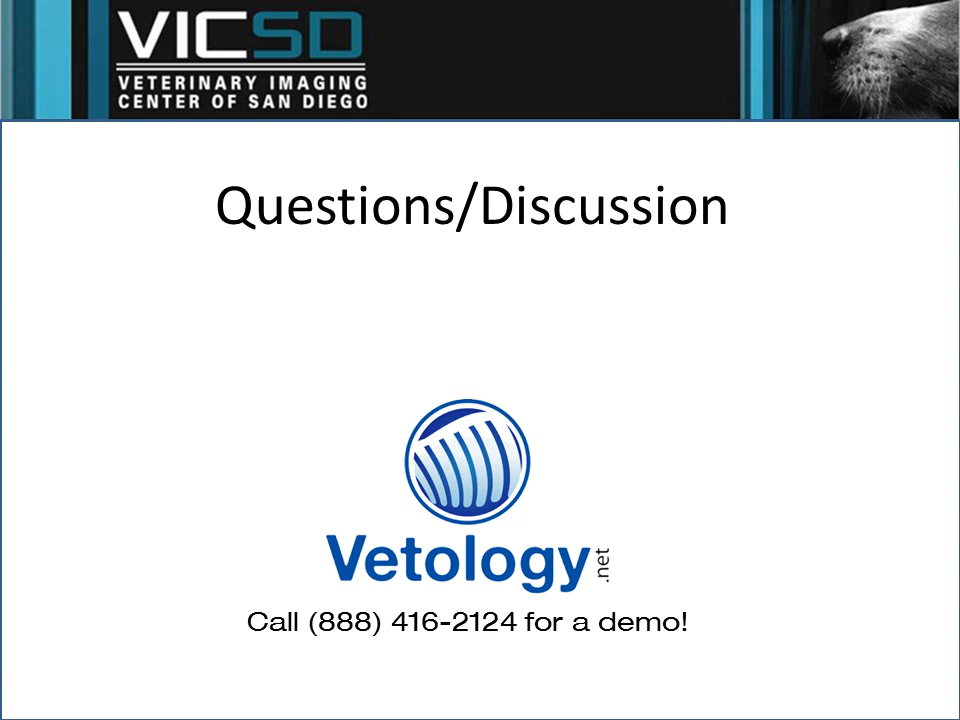 VICSD
VETERINARY IMAGING
CENTER OF SAN DIEGO
Questions/Discussion
Vetology.net
Call (888) 416-2124 for a demo!